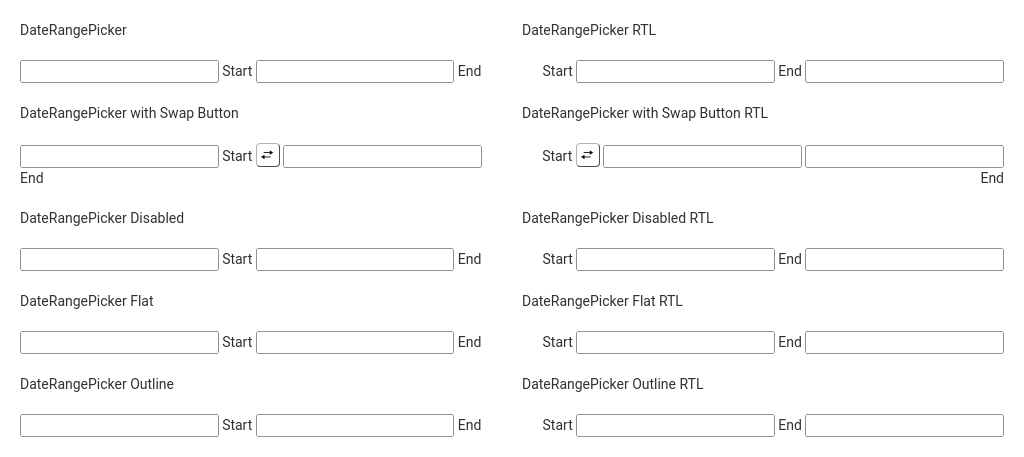 DateRangePicker
DateRangePicker RTL
Start End
Start End
DateRangePicker with Swap Button
DateRangePicker with Swap Button RTL
Start
Start
End
End
DateRangePicker Disabled
DateRangePicker Disabled RTL
Start End
Start End
DateRangePicker Flat
DateRangePicker Flat RTL
Start End
Start End
DateRangePicker Outline
DateRangePicker Outline RTL
Start End
Start End